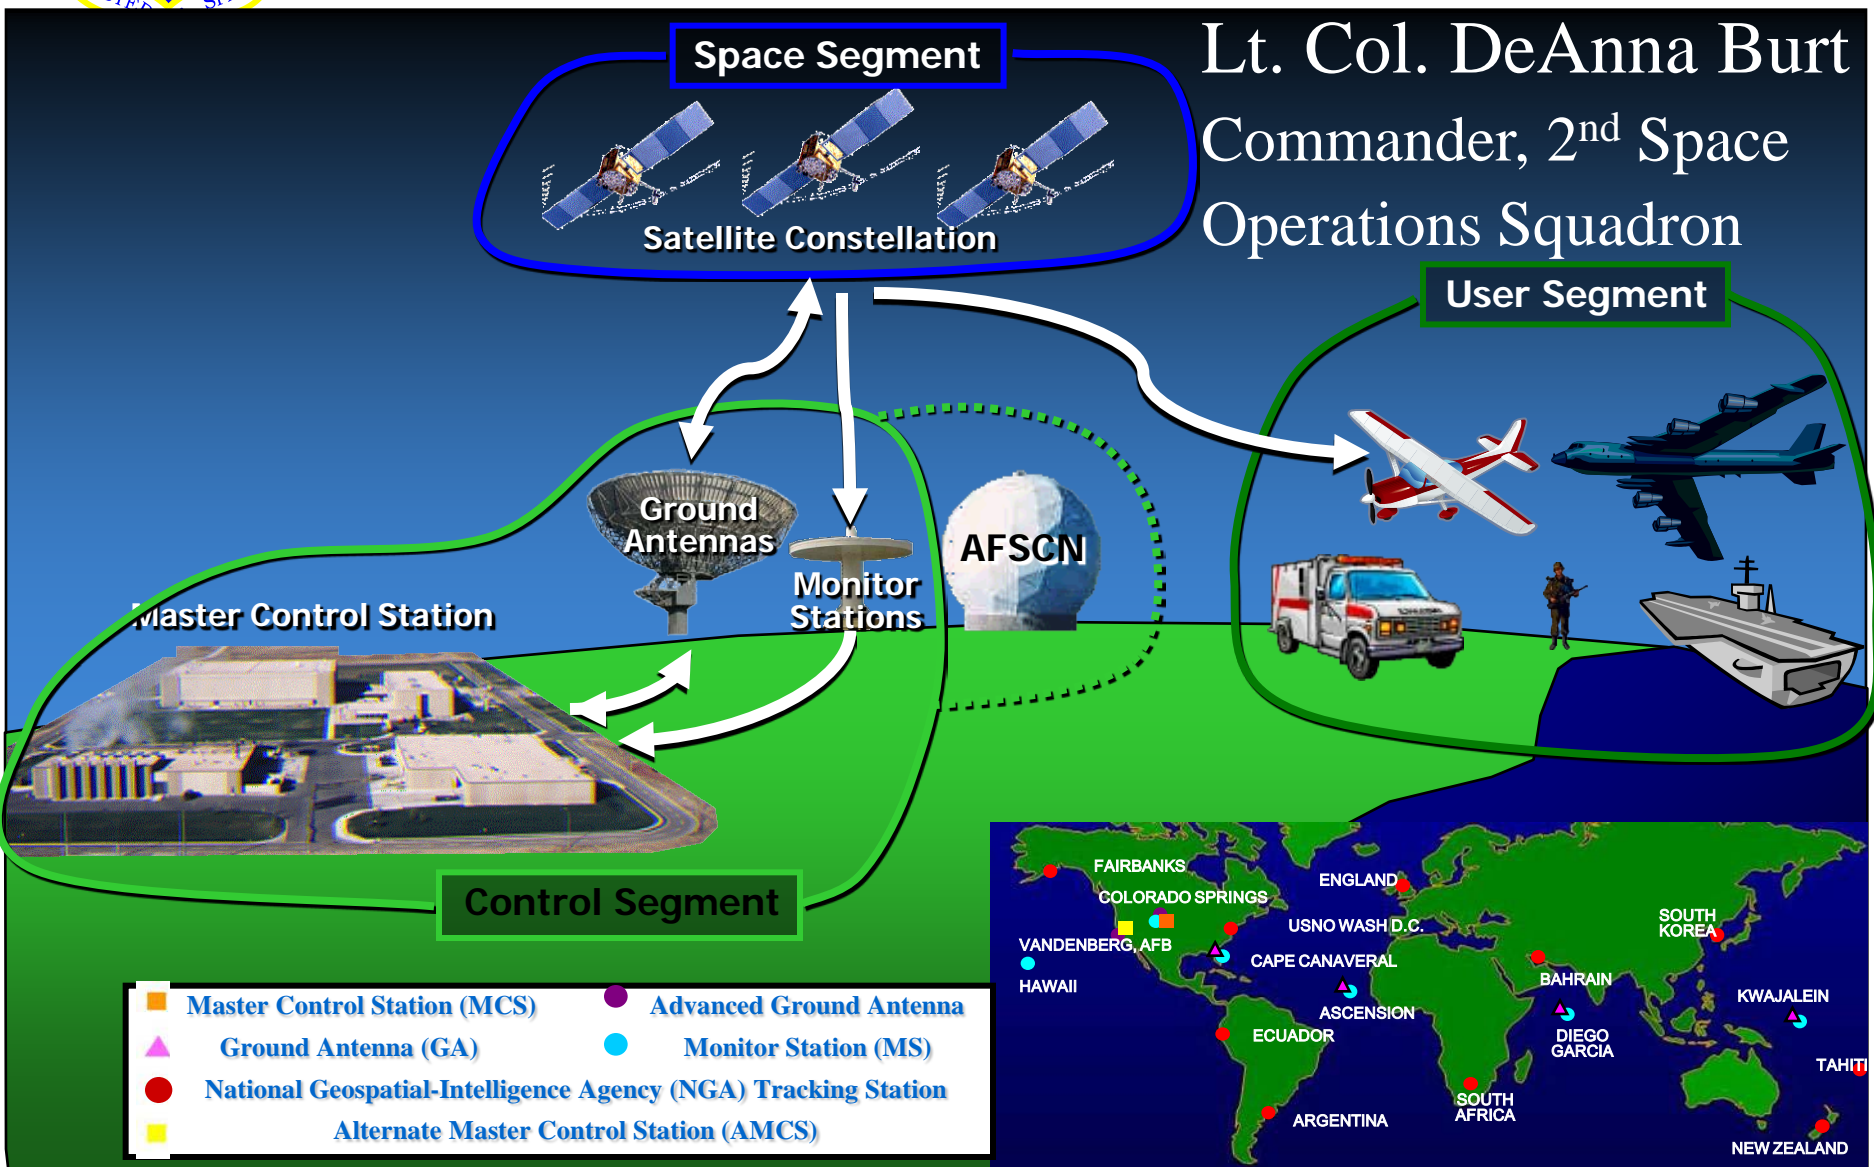 Lt. Col. DeAnna Burt
Commander, 2nd Space
Operations Squadron
Space Segment
Satellite Constellation
User Segment
Ground
Antennas
Monitor
Stations
AFSCN
Master Control Station
Control Segment
Master Control Station (MCS)
Advanced Ground Antenna
Ground Antenna (GA)
Monitor Station (MS)
National Geospatial-Intelligence Agency (NGA) Tracking Station
Alternate Master Control Station (AMCS)
FAIRBANKS
COLORADO SPRINGS
ENGLAND
USNO WASH D.C.
SOUTH
KOREA
VANDENBERG, AFB
CAPE CANAVERAL
HAWAII
BAHRAIN
KWAJALEIN
ASCENSION
ECUADOR
DIEGO
GARCIA
TAHITI
SOUTH
AFRICA
ARGENTINA
NEW ZEALAND